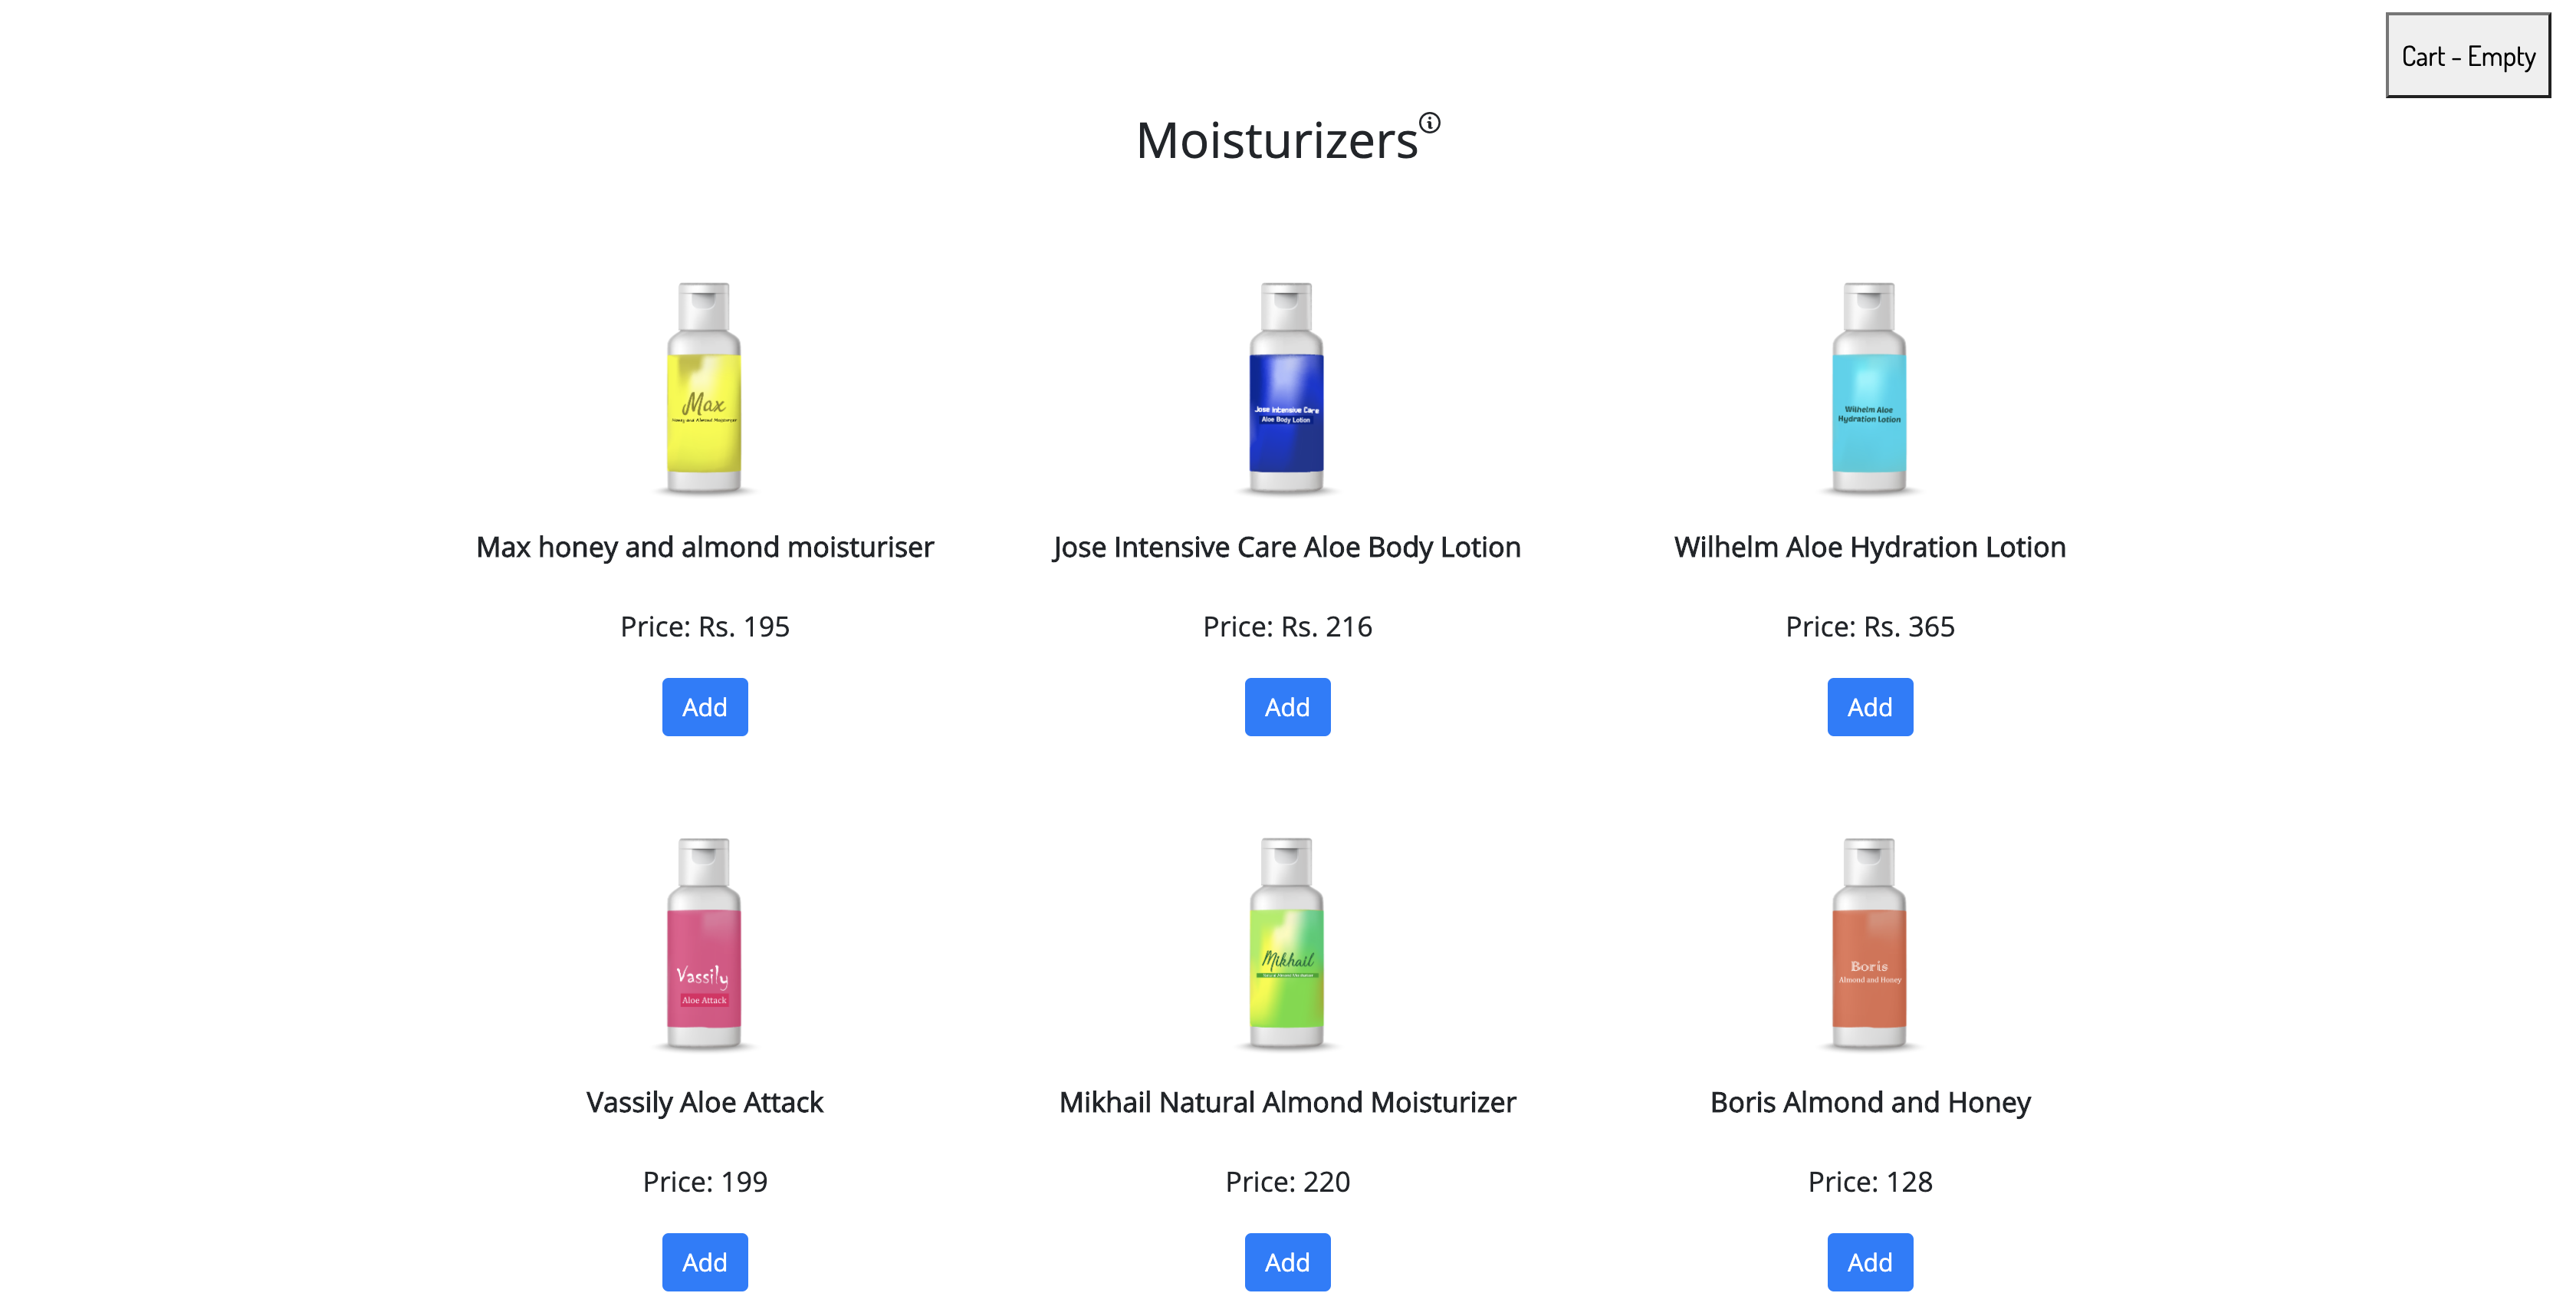 Cart - Empty
Moisturizers
Max
Honey and Almond Moisturizer
Jose Intensive Care
Aloe Body Lotion
Wilhelm Aloe
Hydration Lotion
Max honey and almond moisturiser
Jose Intensive Care Aloe Body Lotion
Wilhelm Aloe Hydration Lotion
Price: Rs. 195
Price: Rs. 216
Price: Rs. 365
Add
Add
Add
Vassily
Aloe Attack
Mikhail
Boris
Almond and Honey
Vassily Aloe Attack
Mikhail Natural Almond Moisturizer
Boris Almond and Honey
Price: 199
Price: 220
Price: 128
Add
Add
Add